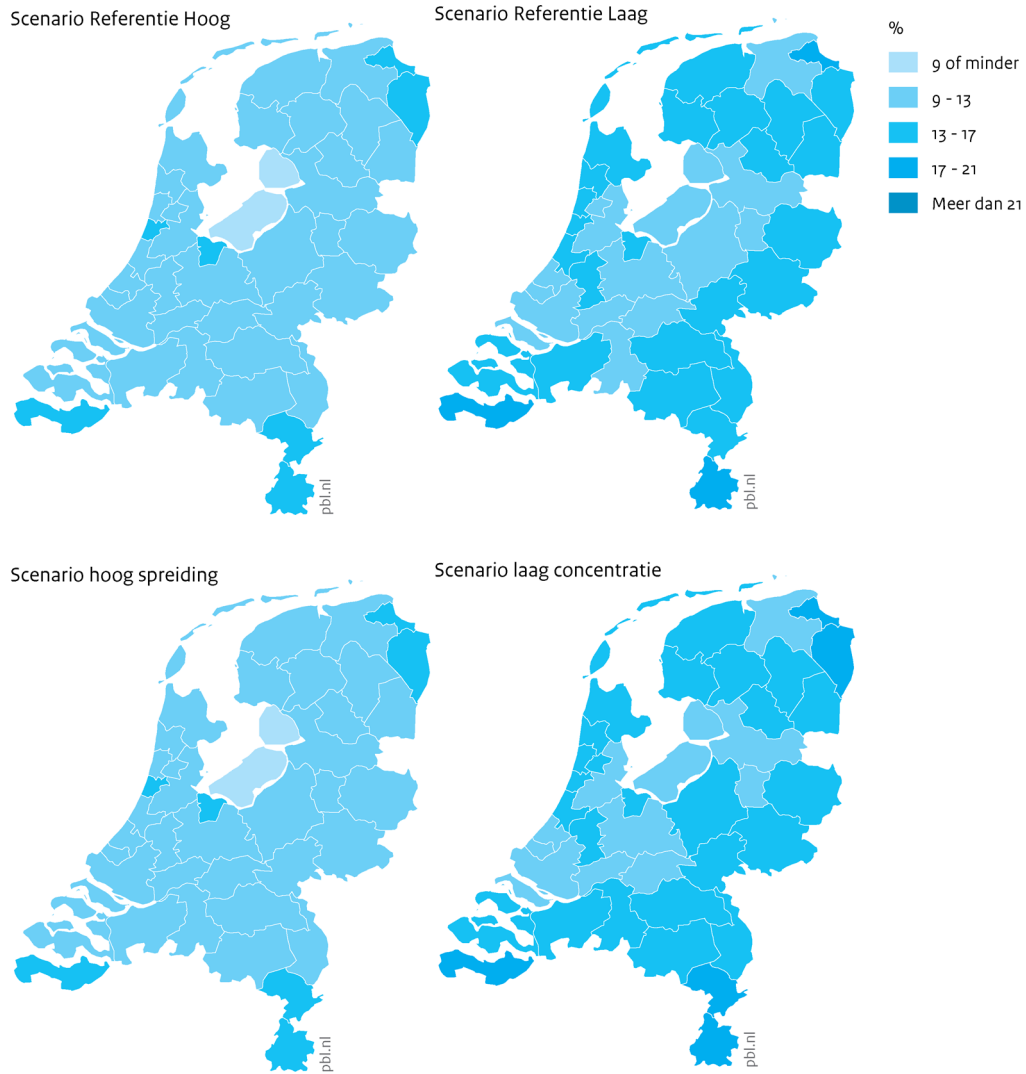 Scenario Referentie Hoog
Scenario Referentie Laag
%
9 of minder
9 - 13
13 - 17
17 - 21
Meer dan 21
pbl.nl
pbl.nl
Scenario hoog spreiding
Scenario laag concentratie
pbl.nl
pbl.nl